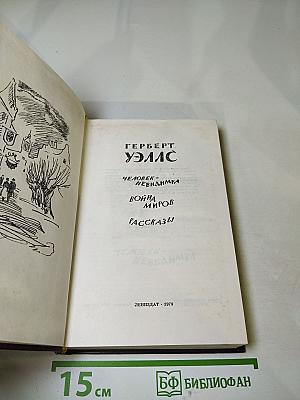 ГЕРБЕРТ
УЭЛЛС
ЧЕЛОВЕК-
НЕВИДИМКА
ВОЙНА
МИРОВ
РАССКАЗЫ
ЛЕНИЗДАТ · 1979
15 см
БФ БИБЛИОФАН